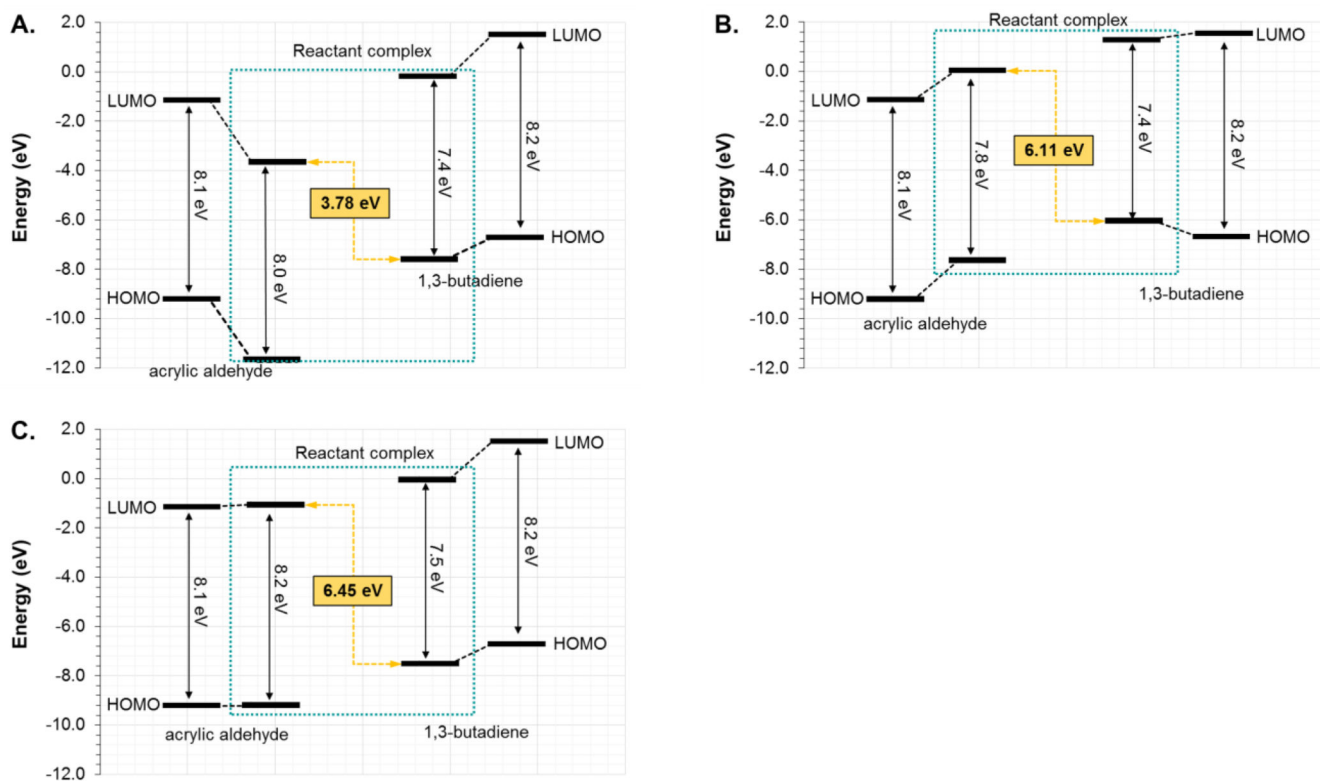 A.
Energy (eV)
2.0
0.0
-2.0
-4.0
-6.0
-8.0
-10.0
-12.0
Reactant complex
LUMO
LUMO
8.1 eV
8.0 eV
3.78 eV
7.4 eV
8.2 eV
HOMO
HOMO
1,3-butadiene
acrylic aldehyde
B.
Energy (eV)
2.0
0.0
-2.0
-4.0
-6.0
-8.0
-10.0
-12.0
Reactant complex
LUMO
LUMO
8.1 eV
7.8 eV
6.11 eV
7.4 eV
8.2 eV
HOMO
HOMO
1,3-butadiene
acrylic aldehyde
C.
Energy (eV)
2.0
0.0
-2.0
-4.0
-6.0
-8.0
-10.0
-12.0
Reactant complex
LUMO
LUMO
8.1 eV
8.2 eV
6.45 eV
7.5 eV
8.2 eV
HOMO
HOMO
acrylic aldehyde
1,3-butadiene